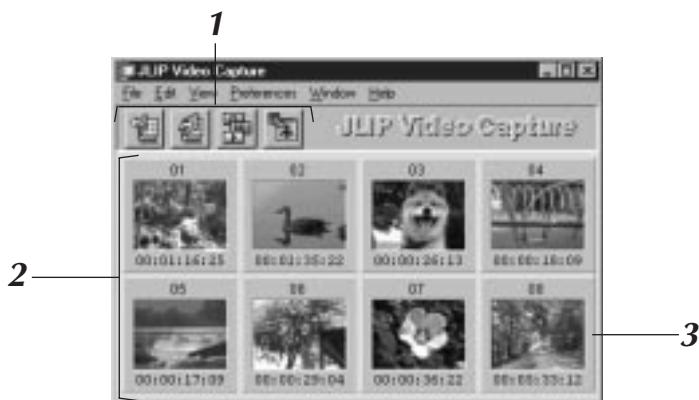 1
JLIP Video Capture
File Edit View Preferences Window Help
JLIP Video Capture
01 02 03 04
00:01:16:25 00:01:35:22 00:00:26:13 00:00:18:09
2
05 06 07 08
3
00:00:17:09 00:00:29:04 00:00:36:22